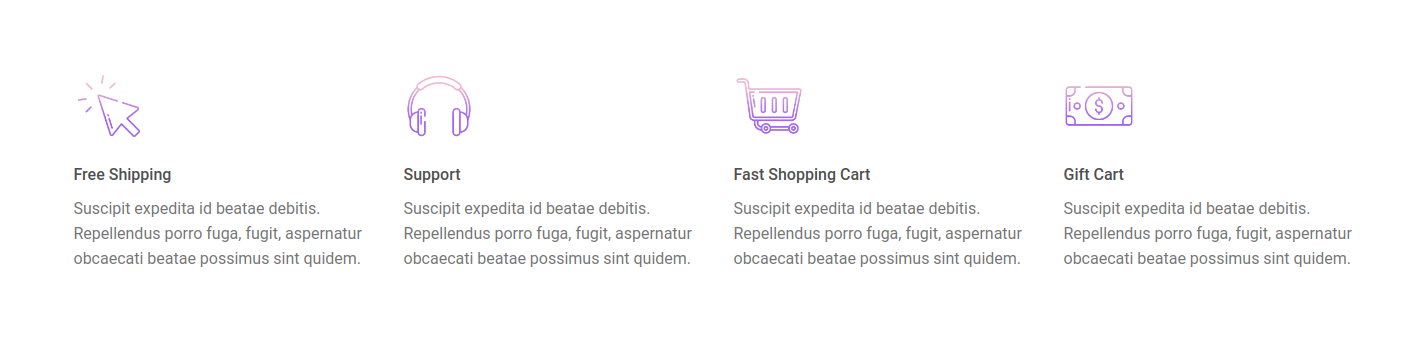 Free Shipping
Suscipit expedita id beatae debitis.
Repellendus porro fuga, fugit, aspernatur
obcaecati beatae possimus sint quidem.
Support
Suscipit expedita id beatae debitis.
Repellendus porro fuga, fugit, aspernatur
obcaecati beatae possimus sint quidem.
Fast Shopping Cart
Suscipit expedita id beatae debitis.
Repellendus porro fuga, fugit, aspernatur
obcaecati beatae possimus sint quidem.
Gift Cart
Suscipit expedita id beatae debitis.
Repellendus porro fuga, fugit, aspernatur
obcaecati beatae possimus sint quidem.